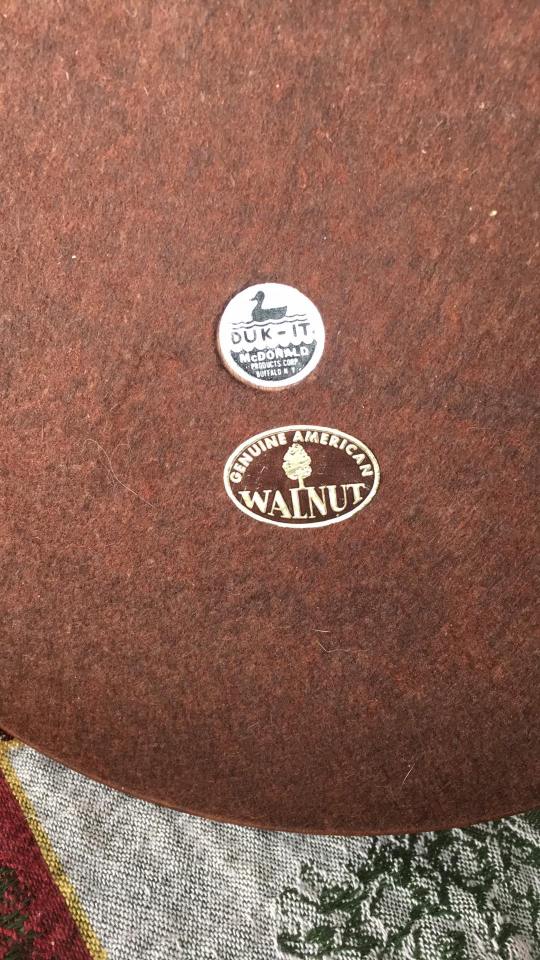 DUK-IT
McDONALD
PRODUCTS CORP
BUFFALO N Y
GENUINE AMERICAN
WALNUT